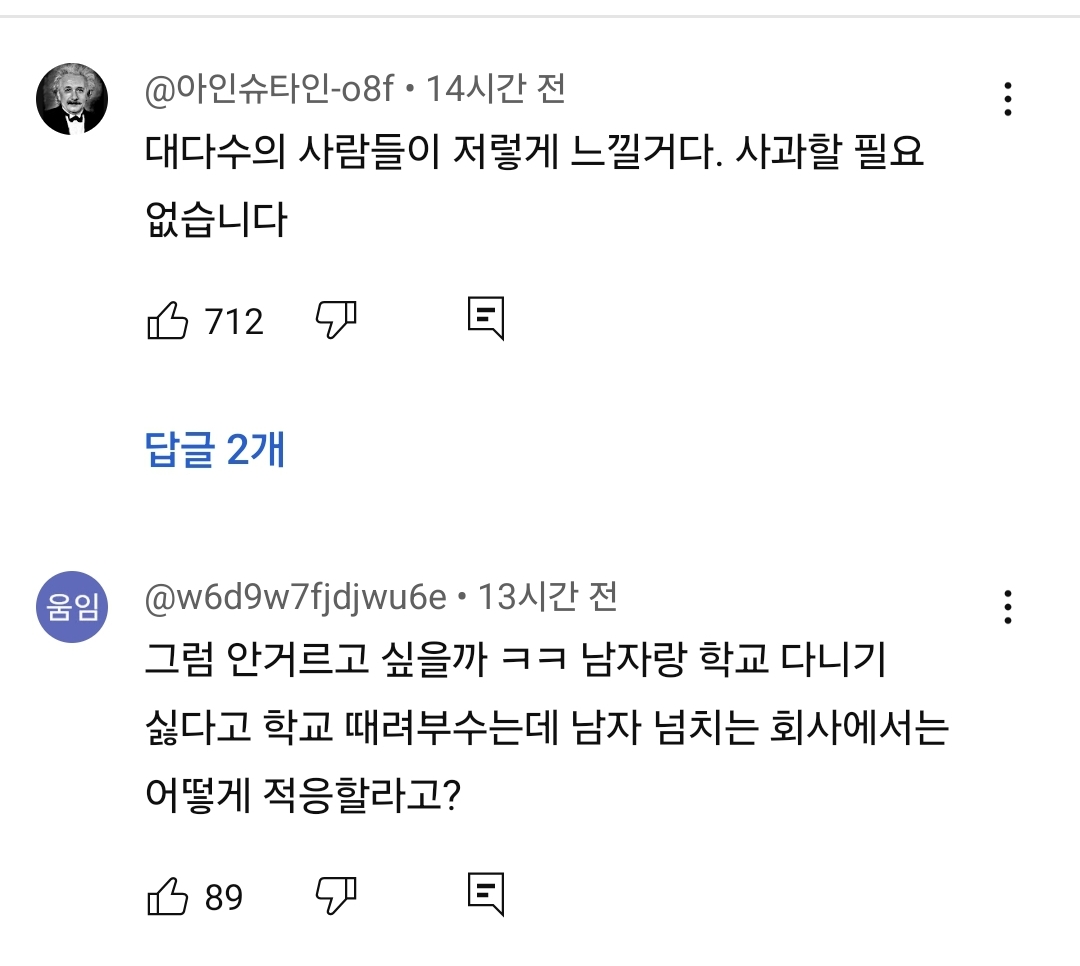 @아인슈타인-o8f • 14시간 전
대다수의 사람들이 저렇게 느낄거다. 사과할 필요
없습니다
712
답글 2개
움임
@w6d9w7fjdjwu6e • 13시간 전
그럼 안거르고 싶을까 ㅋㅋ 남자랑 학교 다니기
싫다고 학교 때려부수는데 남자 넘치는 회사에서는
어떻게 적응할라고?
89